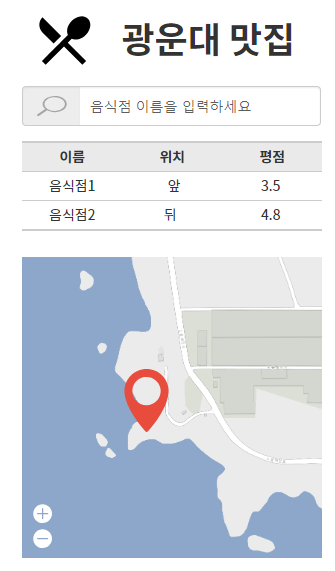 광운대 맛집
음식점 이름을 입력하세요
이름 위치 평점
음식점1 앞 3.5
음식점2 뒤 4.8